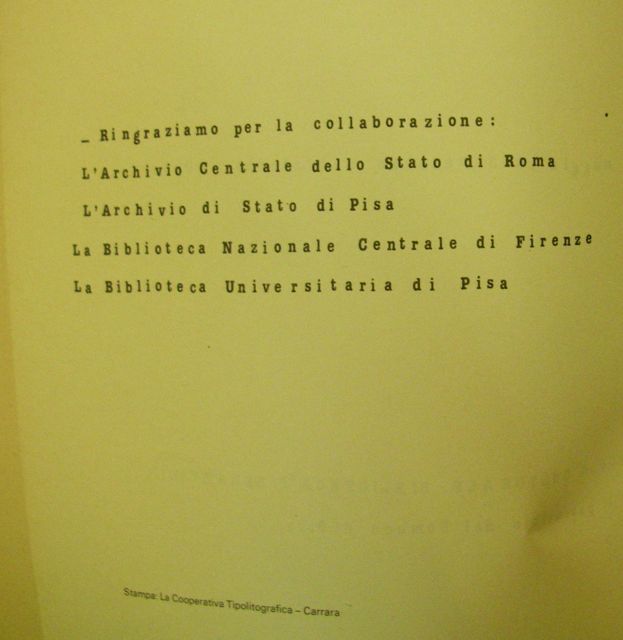 _ Ringraziamo per la collaborazione:
L'Archivio Centrale dello Stato di Roma
L'Archivio di Stato di Pisa
La Biblioteca Nazionale Centrale di Firenze
La Biblioteca Universitaria di Pisa
Stampa: La Cooperativa Tipolitografica – Carrara